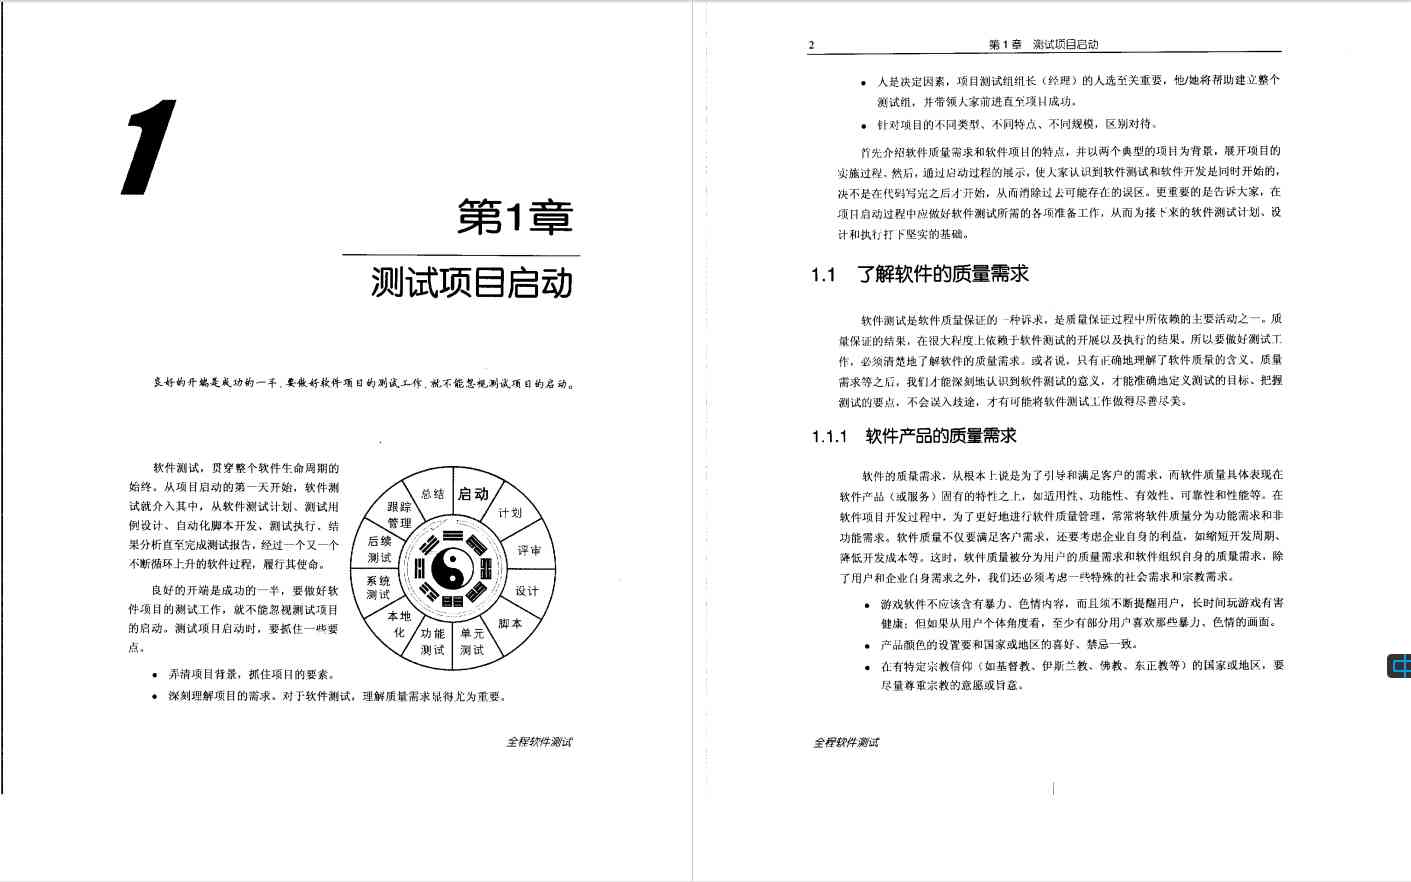 1
第1章
测试项目启动
良好的开端是成功的一半，要做好软件项目的测试工作，就不能忽视测试项目的启动。
软件测试，贯穿整个软件生命周期的
始终。从项目启动的第一天开始，软件测
试就介入其中，从软件测试计划、测试用
例设计、自动化脚本开发、测试执行、结
果分析直至完成测试报告，经过一个又一个
不断循环上升的软件过程，履行其使命。
良好的开端是成功的一半，要做好软
件项目的测试工作，就不能忽视测试项目
的启动。测试项目启动时，要抓住一些要
点。
启动
计划
评审
设计
脚本
单元
测试
功能
测试
本地
化
系统
测试
后续
测试
跟踪
管理
总结
• 弄清项目背景，抓住项目的要素。
• 深刻理解项目的需求。对于软件测试，理解质量需求显得尤为重要。
全程软件测试
2 第1章 测试项目启动
• 人是决定因素，项目测试组组长（经理）的人选至关重要，他/她将帮助建立整个
测试组，并带领大家前进直至项目成功。
• 针对项目的不同类型、不同特点、不同规模，区别对待。
首先介绍软件质量需求和软件项目的特点，并以两个典型的项目为背景，展开项目的
实施过程。然后，通过启动过程的展示，使大家认识到软件测试和软件开发是同时开始的，
决不是在代码写完之后才开始，从而消除过去可能存在的误区。更重要的是告诉大家，在
项目启动过程中应做好软件测试所需的各项准备工作，从而为接下来的软件测试计划、设
计和执行打下坚实的基础。
1.1 了解软件的质量需求
软件测试是软件质量保证的一种诉求，是质量保证过程中所依赖的主要活动之一。质
量保证的结果，在很大程度上依赖于软件测试的开展以及执行的结果。所以要做好测试工
作，必须清楚地了解软件的质量需求。或者说，只有正确地理解了软件质量的含义、质量
需求等之后，我们才能深刻地认识到软件测试的意义，才能准确地定义测试的目标、把握
测试的要点，不会误入歧途，才有可能将软件测试工作做得尽善尽美。
1.1.1 软件产品的质量需求
软件的质量需求，从根本上说是为了引导和满足客户的需求，而软件质量具体表现在
软件产品（或服务）固有的特性之上，如适用性、功能性、有效性、可靠性和性能等。在
软件项目开发过程中，为了更好地进行软件质量管理，常常将软件质量分为功能需求和非
功能需求。软件质量不仅要满足客户需求，还要考虑企业自身的利益，如缩短开发周期、
降低开发成本等。这时，软件质量被分为用户的质量需求和软件组织自身的质量需求，除
了用户和企业自身需求之外，我们还必须考虑一些特殊的社会需求和宗教需求。
• 游戏软件不应该含有暴力、色情内容，而且须不断提醒用户，长时间玩游戏有害
健康；但如果从用户个体角度看，至少有部分用户喜欢那些暴力、色情的画面。
• 产品颜色的设置要和国家或地区的喜好、禁忌一致。
• 在有特定宗教信仰（如基督教、伊斯兰教、佛教、东正教等）的国家或地区，要
尽量尊重宗教的意愿或旨意。
全程软件测试
中